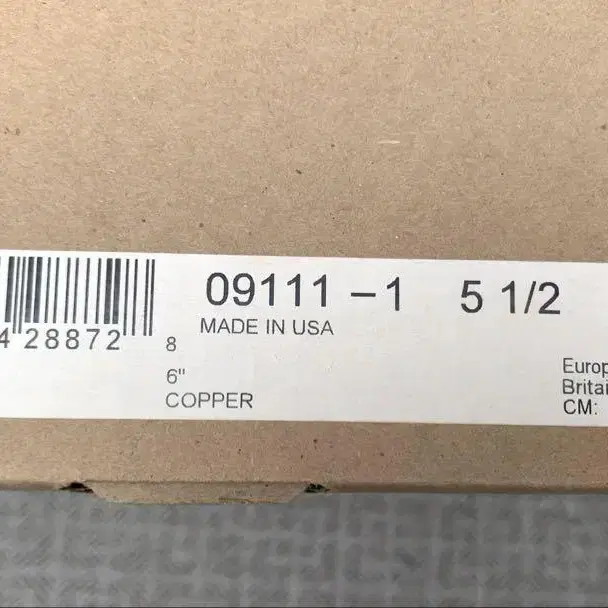 09111 – 1 5 1/2
MADE IN USA
4 28872 8
6"
COPPER
Europ
Britai
CM: